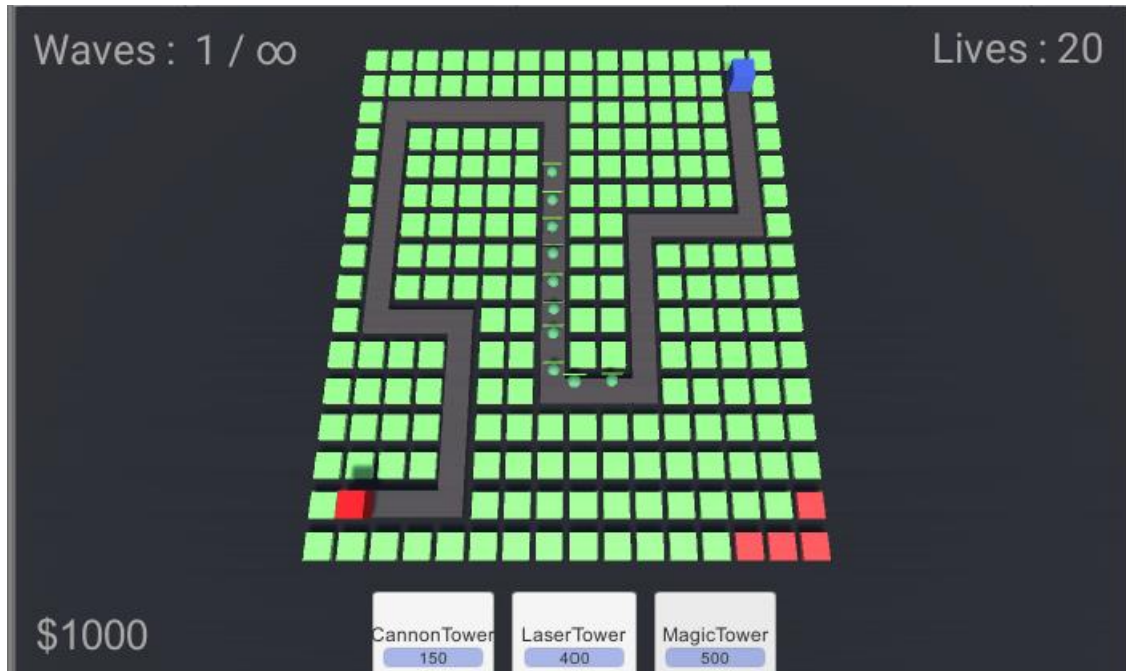 Waves : 1 / ∞
Lives : 20
$1000
CannonTower
150
LaserTower
400
MagicTower
500